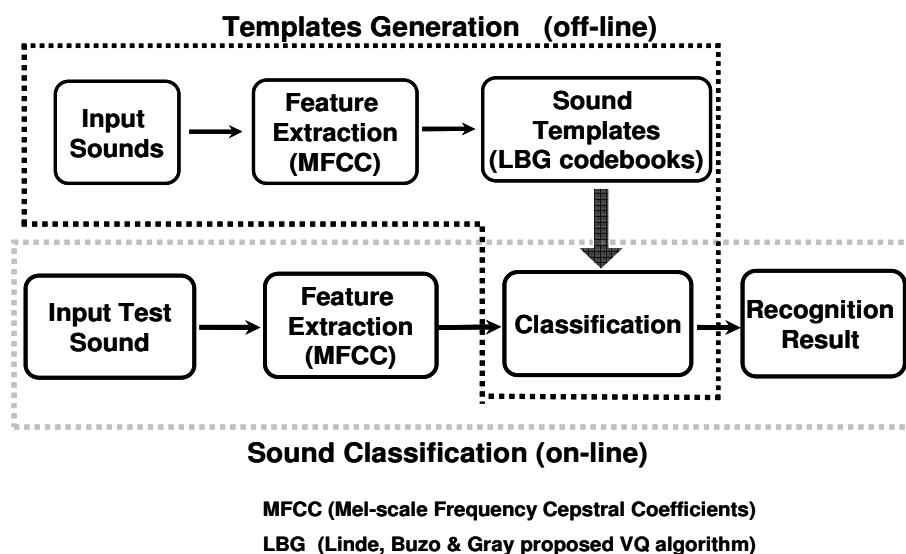 Templates Generation (off-line)
Input
Sounds
Feature
Extraction
(MFCC)
Sound
Templates
(LBG codebooks)
Input Test
Sound
Feature
Extraction
(MFCC)
Classification
Recognition
Result
Sound Classification (on-line)
MFCC (Mel-scale Frequency Cepstral Coefficients)
LBG (Linde, Buzo & Gray proposed VQ algorithm)